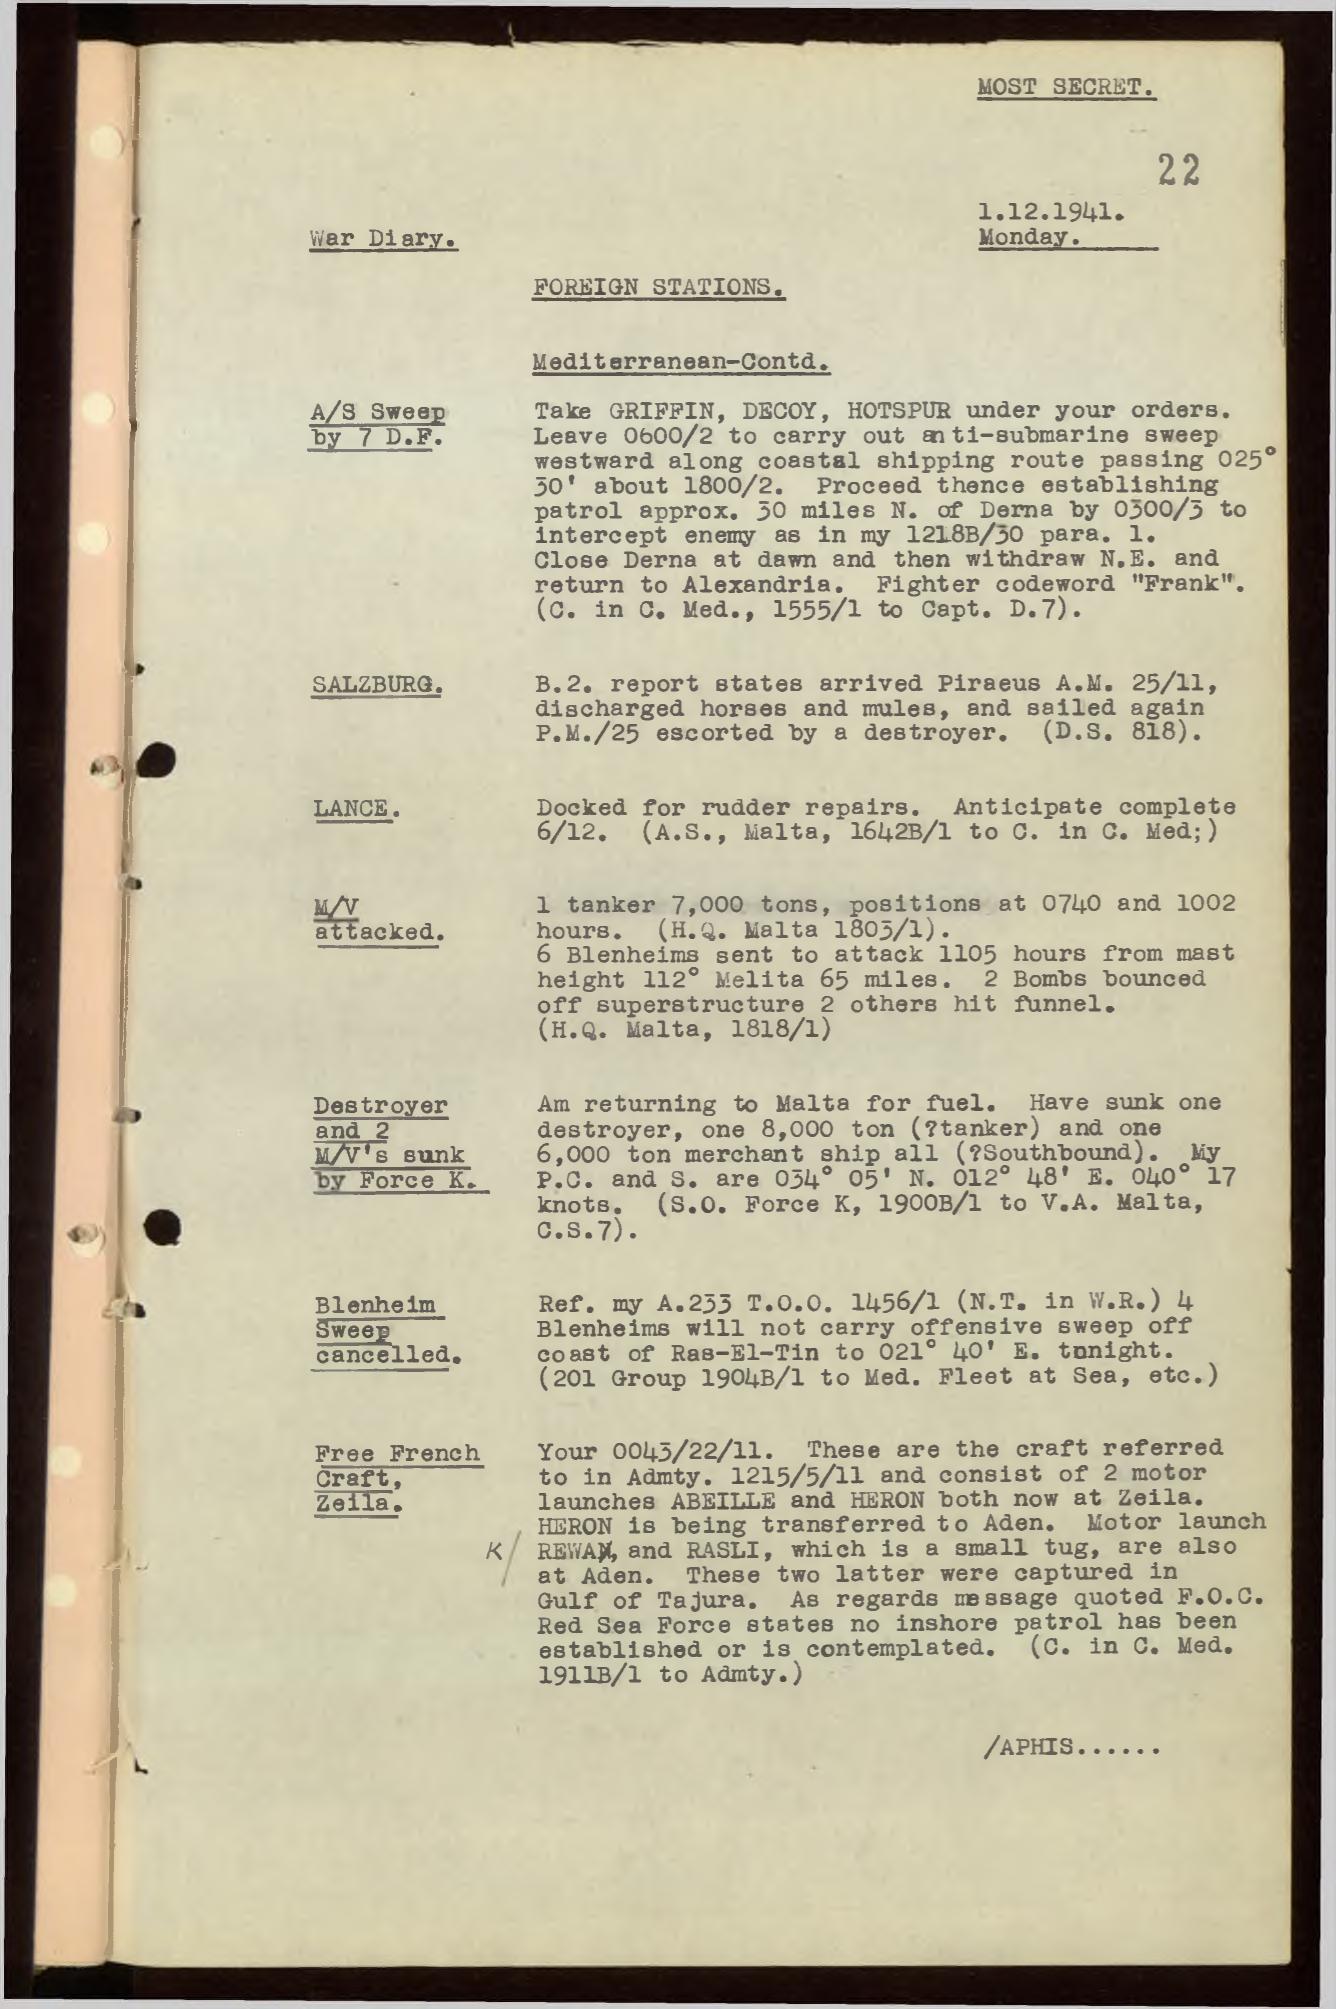 MOST SECRET.
22
1.12.1941.
War Diary.
Monday.
FOREIGN STATIONS.
Mediterranean-Contd.
A/S Sweep
by 7 D.F.
Take GRIFFIN, DECOY, HOTSPUR under your orders.
Leave 0600/2 to carry out anti-submarine sweep
westward along coastal shipping route passing 025°
30' about 1800/2. Proceed thence establishing
patrol approx. 30 miles N. of Derna by 0300/3 to
intercept enemy as in my 1218B/30 para. 1.
Close Derna at dawn and then withdraw N.E. and
return to Alexandria. Fighter codeword "Frank".
(C. in C. Med., 1555/1 to Capt. D.7).
SALZBURG.
B.2. report states arrived Piraeus A.M. 25/11,
discharged horses and mules, and sailed again
P.M./25 escorted by a destroyer. (D.S. 818).
LANCE.
Docked for rudder repairs. Anticipate complete
6/12. (A.S., Malta, 1642B/1 to C. in C. Med;)
M/V
attacked.
1 tanker 7,000 tons, positions at 0740 and 1002
hours. (H.Q. Malta 1803/1).
6 Blenheims sent to attack 1105 hours from mast
height 112° Melita 65 miles. 2 Bombs bounced
off superstructure 2 others hit funnel.
(H.Q. Malta, 1818/1)
Destroyer
and 2
M/V's sunk
by Force K.
Am returning to Malta for fuel. Have sunk one
destroyer, one 8,000 ton (?tanker) and one
6,000 ton merchant ship all (?Southbound). My
P.C. and S. are 034° 05' N. 012° 48' E. 040° 17
knots. (S.O. Force K, 1900B/1 to V.A. Malta,
C.S.7).
Blenheim
Sweep
cancelled.
Ref. my A.233 T.O.O. 1456/1 (N.T. in W.R.) 4
Blenheims will not carry offensive sweep off
coast of Ras-El-Tin to 021° 40' E. tonight.
(201 Group 1904B/1 to Med. Fleet at Sea, etc.)
Free French
Craft,
Zeila.
Your 0043/22/11. These are the craft referred
to in Admty. 1215/5/11 and consist of 2 motor
launches ABEILLE and HERON both now at Zeila.
HERON is being transferred to Aden. Motor launch
K/ REWAN, and RASLI, which is a small tug, are also
at Aden. These two latter were captured in
Gulf of Tajura. As regards message quoted F.O.C.
Red Sea Force states no inshore patrol has been
established or is contemplated. (C. in C. Med.
1911B/1 to Admty.)
/APHIS......